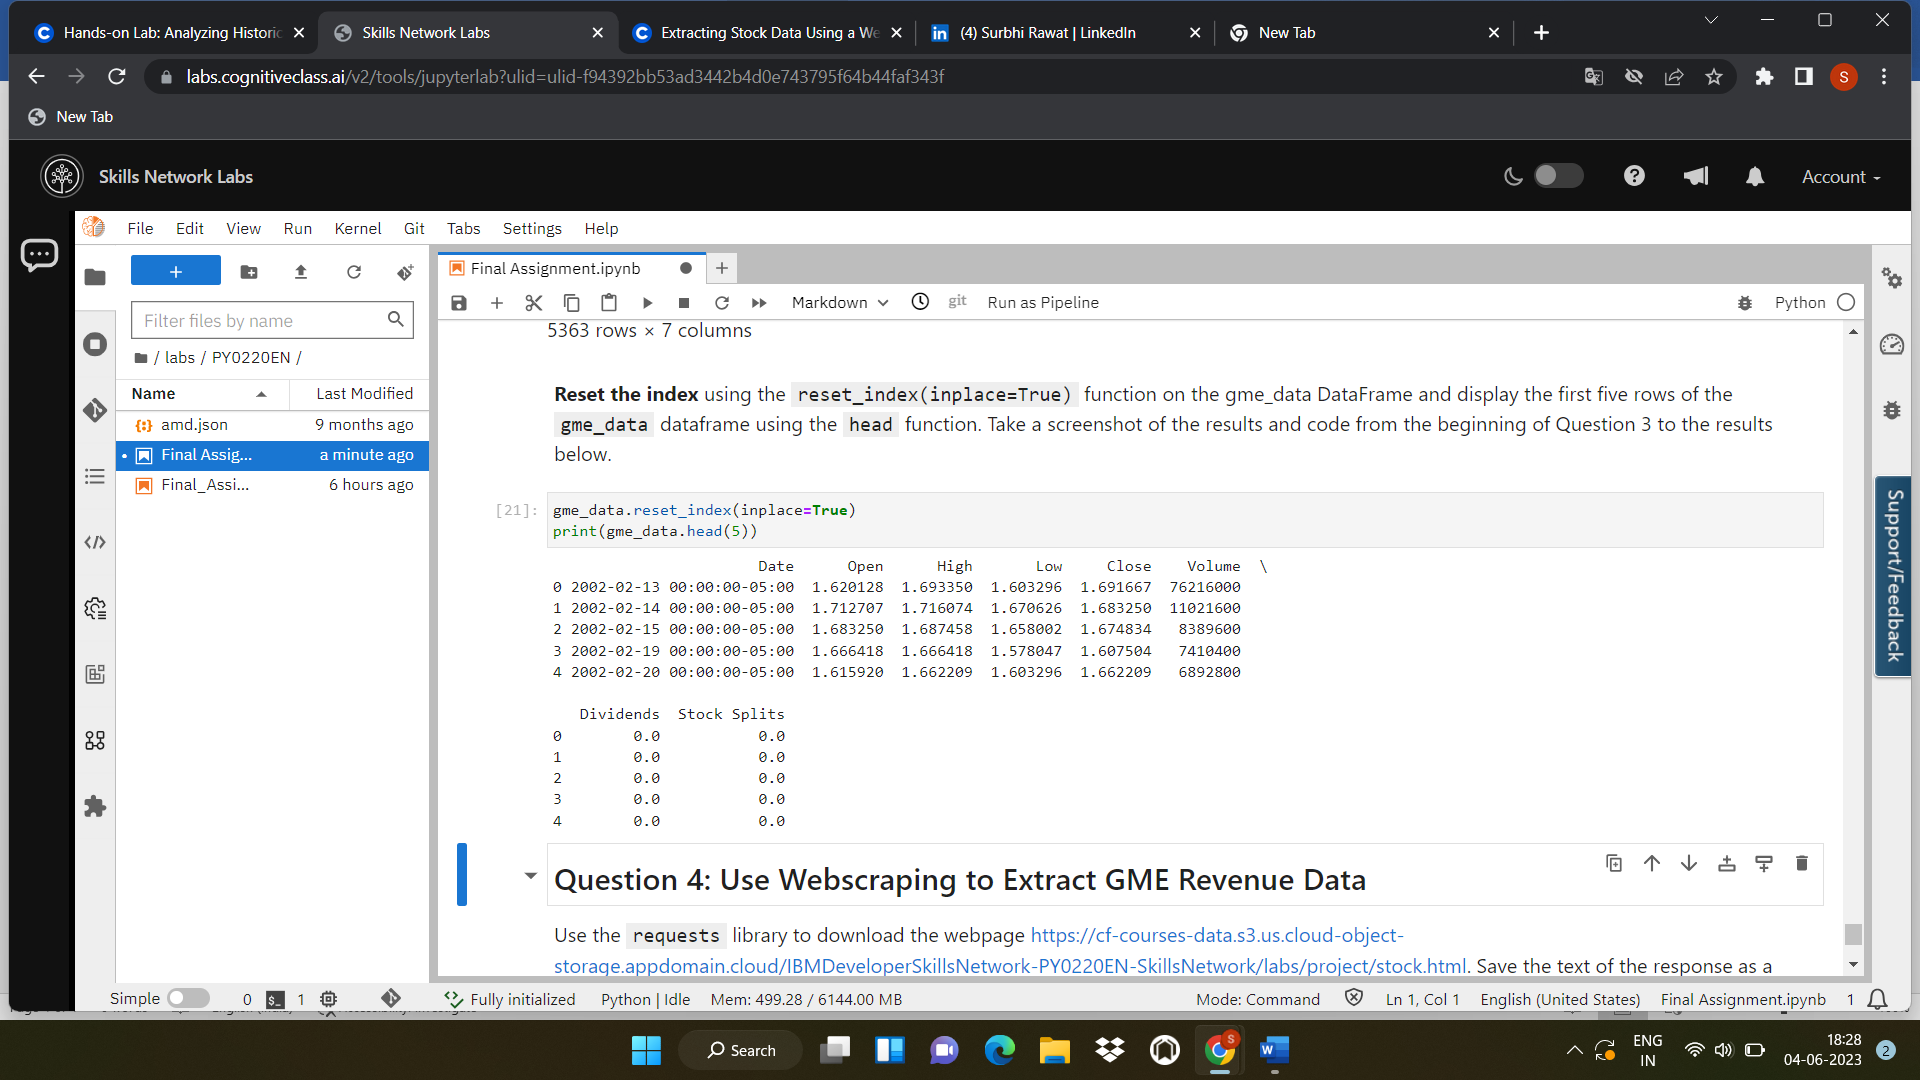 Hands-on Lab: Analyzing Historic
Skills Network Labs
Extracting Stock Data Using a We
(4) Surbhi Rawat | LinkedIn
New Tab
labs.cognitiveclass.ai/v2/tools/jupyterlab?ulid=ulid-f94392bb53ad3442b4d0e743795f64b44faf343f
S
New Tab
Skills Network Labs
Account
File Edit View Run Kernel Git Tabs Settings Help
Final Assignment.ipynb
Filter files by name
Markdown
git
Run as Pipeline
Python
/ labs / PY0220EN /
Name Last Modified
amd.json 9 months ago
Final Assig... a minute ago
Final_Assi... 6 hours ago
5363 rows × 7 columns
Reset the index using the reset_index(inplace=True) function on the gme_data DataFrame and display the first five rows of the
gme_data dataframe using the head function. Take a screenshot of the results and code from the beginning of Question 3 to the results
below.
[21]: gme_data.reset_index(inplace=True)
print(gme_data.head(5))
Date Open High Low Close Volume \
0 2002-02-13 00:00:00-05:00 1.620128 1.693350 1.603296 1.691667 76216000
1 2002-02-14 00:00:00-05:00 1.712707 1.716074 1.670626 1.683250 11021600
2 2002-02-15 00:00:00-05:00 1.683250 1.687458 1.658002 1.674834 8389600
3 2002-02-19 00:00:00-05:00 1.666418 1.666418 1.578047 1.607504 7410400
4 2002-02-20 00:00:00-05:00 1.615920 1.662209 1.603296 1.662209 6892800
Dividends Stock Splits
0 0.0 0.0
1 0.0 0.0
2 0.0 0.0
3 0.0 0.0
4 0.0 0.0
Question 4: Use Webscraping to Extract GME Revenue Data
Use the requests library to download the webpage https://cf-courses-data.s3.us.cloud-object-
storage.appdomain.cloud/IBMDeveloperSkillsNetwork-PY0220EN-SkillsNetwork/labs/project/stock.html. Save the text of the response as a
Support/Feedback
Simple 0 $_ 1 Fully initialized Python | Idle Mem: 499.28 / 6144.00 MB Mode: Command Ln 1, Col 1 English (United States) Final Assignment.ipynb 1
Search
S
W
ENG
IN
18:28
04-06-2023
2